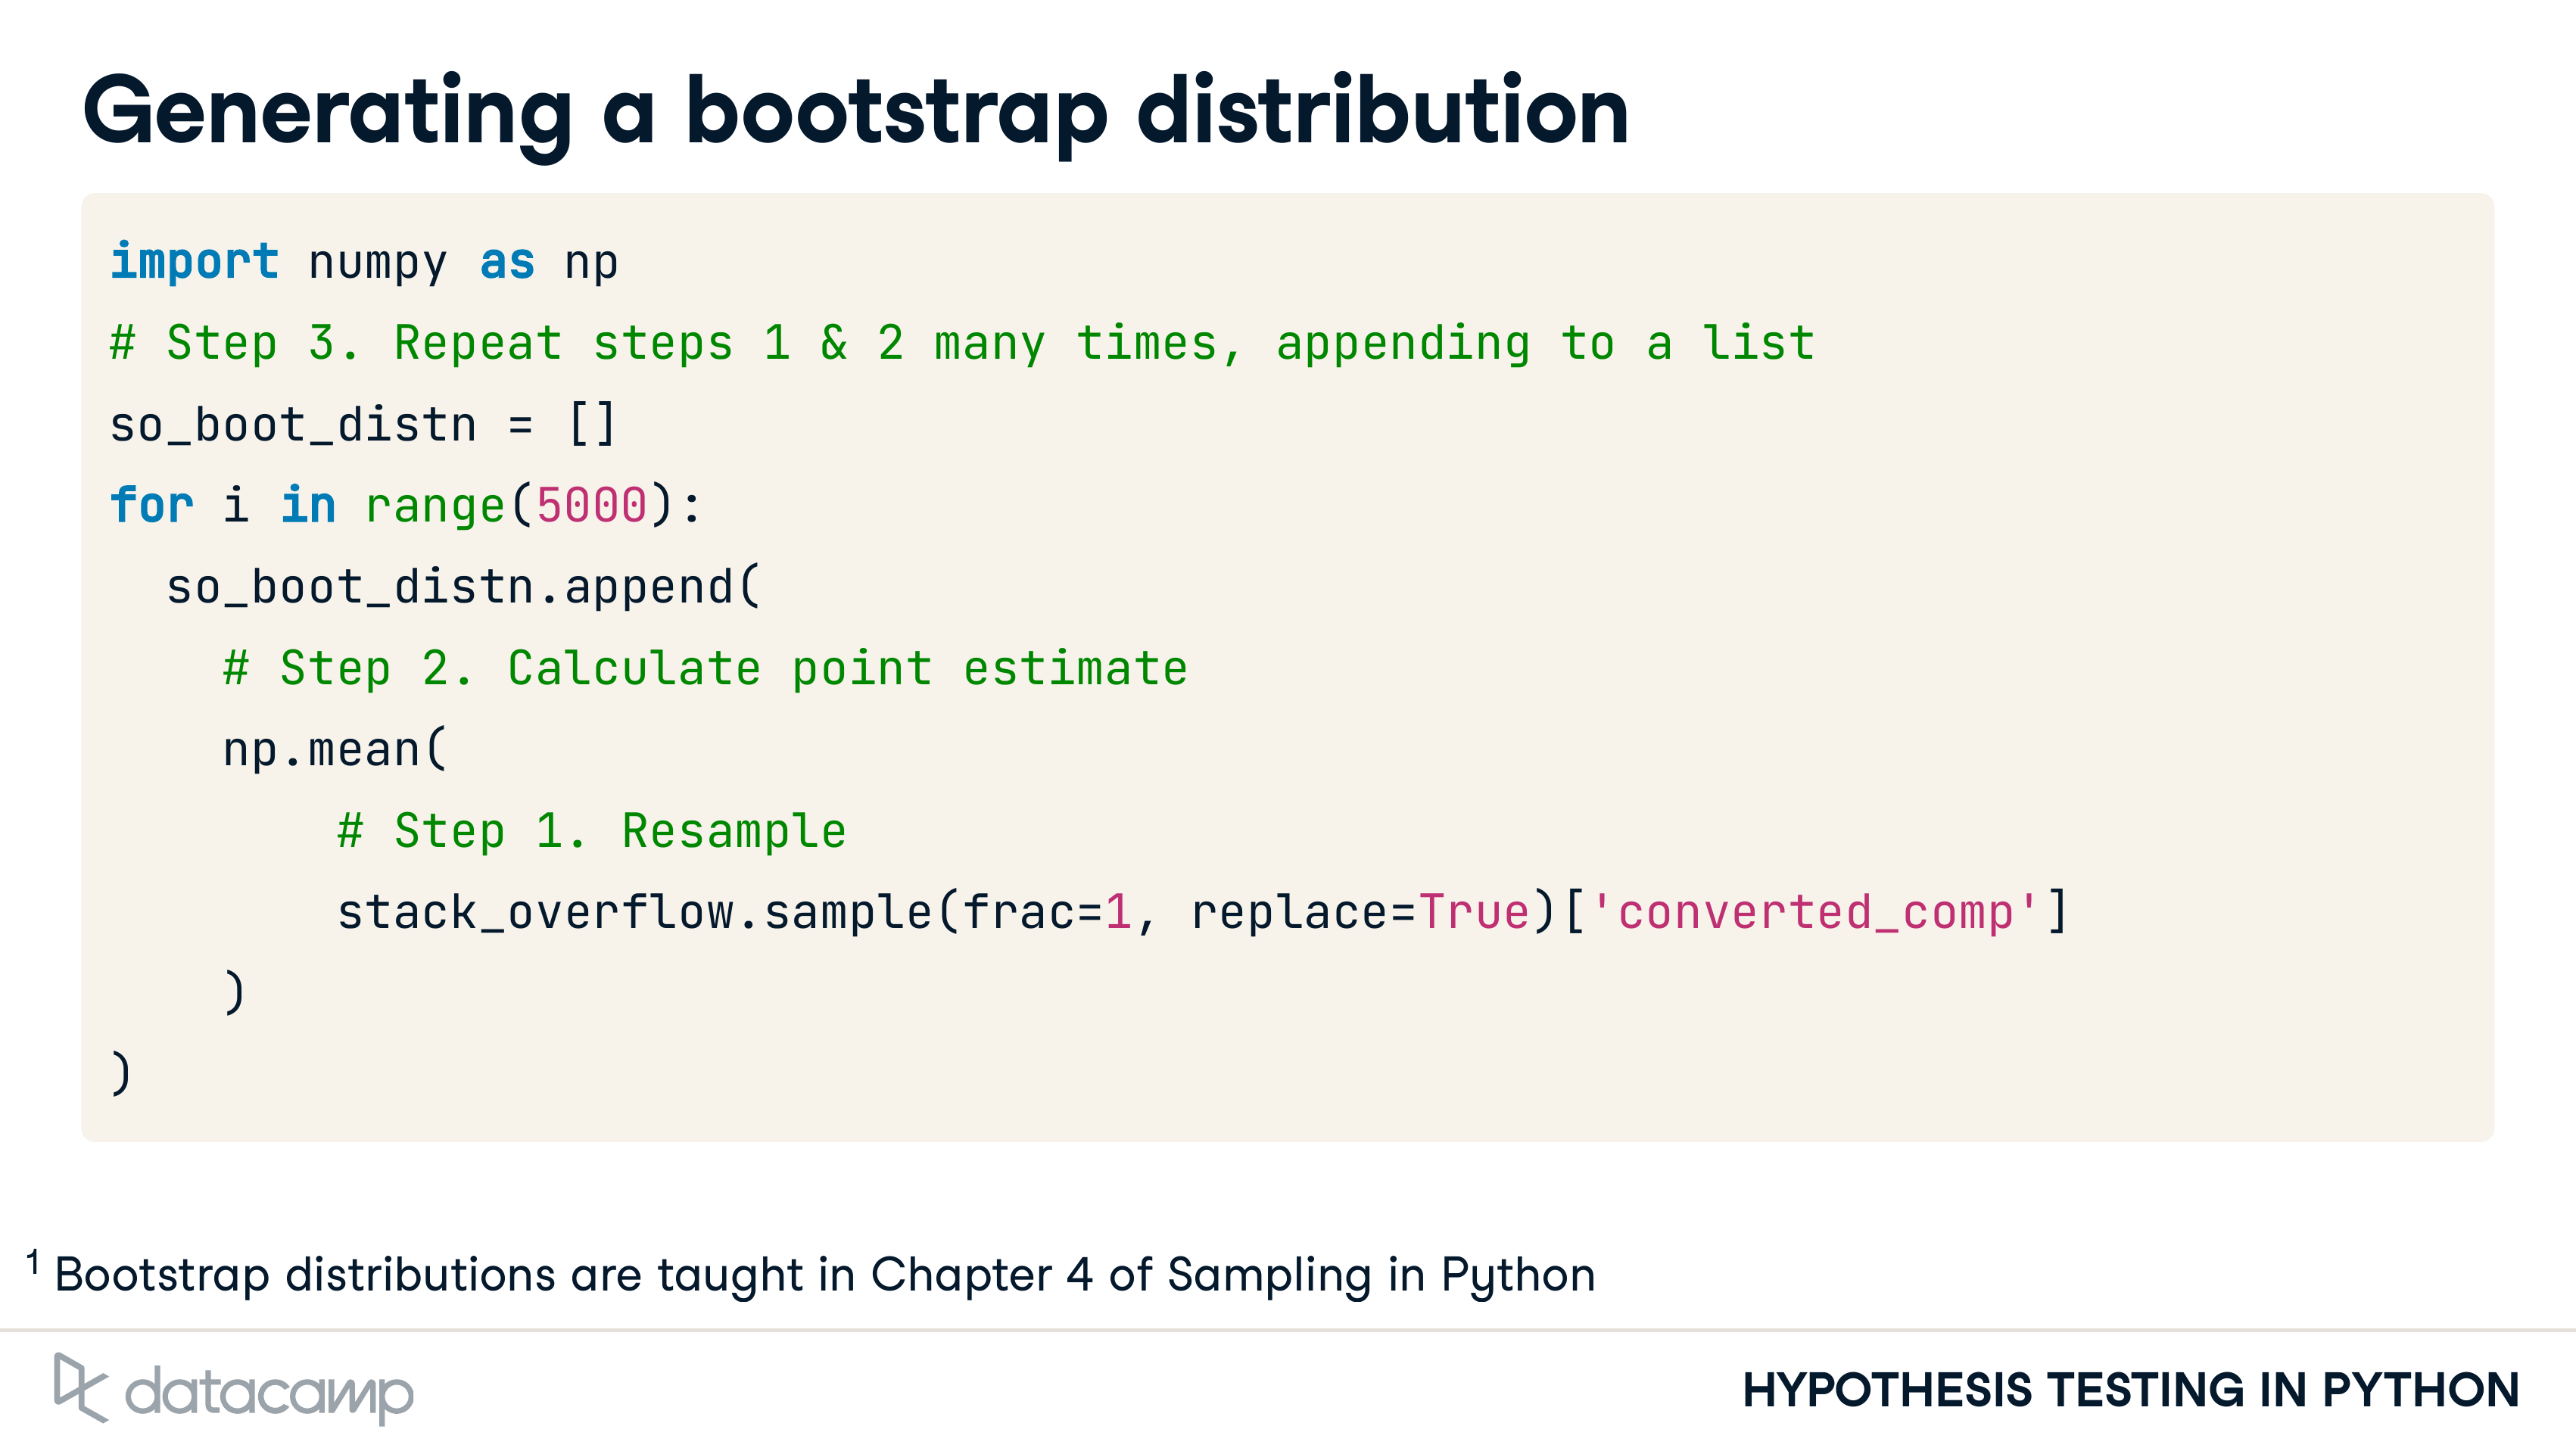 Generating a bootstrap distribution
import numpy as np
# Step 3. Repeat steps 1 & 2 many times, appending to a list
so_boot_distn = []
for i in range(5000):
  so_boot_distn.append(
    # Step 2. Calculate point estimate
    np.mean(
        # Step 1. Resample
        stack_overflow.sample(frac=1, replace=True)['converted_comp']
    )
)
1 Bootstrap distributions are taught in Chapter 4 of Sampling in Python
datacamp
HYPOTHESIS TESTING IN PYTHON